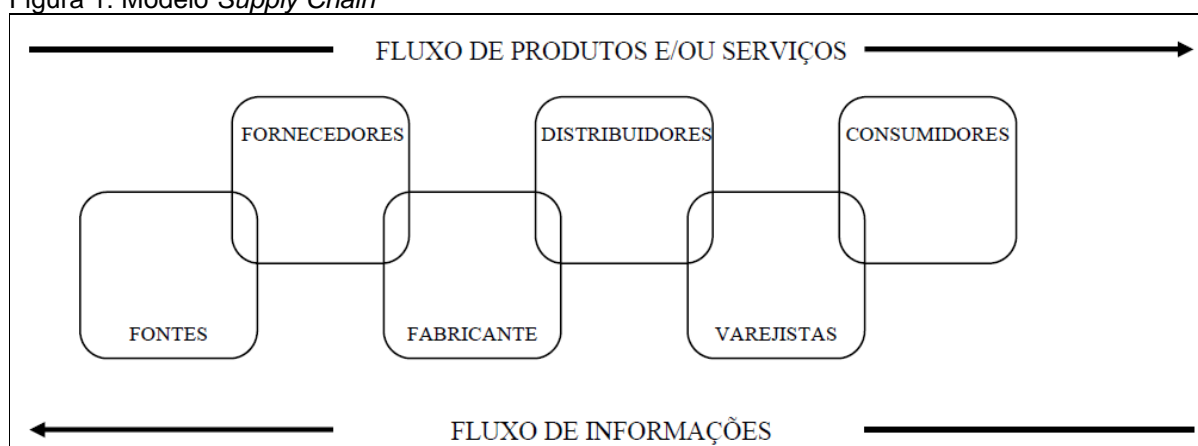 Figura 1: Modelo Supply Chain
FLUXO DE PRODUTOS E/OU SERVIÇOS
FORNECEDORES
DISTRIBUIDORES
CONSUMIDORES
FONTES
FABRICANTE
VAREJISTAS
FLUXO DE INFORMAÇÕES